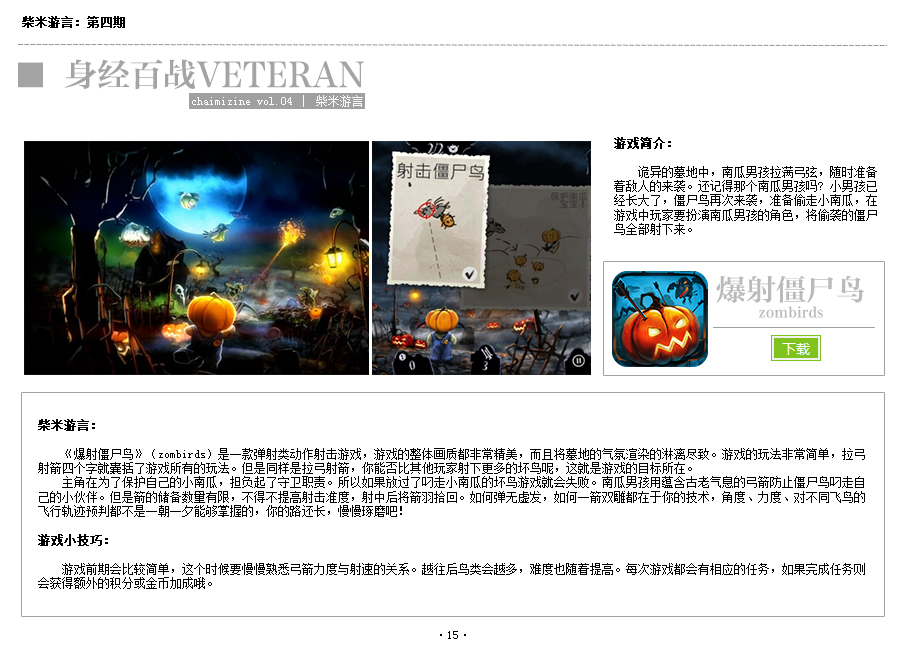 柴米游言：第四期
身经百战VETERAN
chaimizine vol.04 | 柴米游言
射击僵尸鸟
保护南瓜
宝宝!
0
3
游戏简介：
诡异的墓地中，南瓜男孩拉满弓弦，随时准备
着敌人的来袭。还记得那个南瓜男孩吗？小男孩已
经长大了，僵尸鸟再次来袭，准备偷走小南瓜，在
游戏中玩家要扮演南瓜男孩的角色，将偷袭的僵尸
鸟全部射下来。
爆射僵尸鸟
zombirds
下载
柴米游言：
《爆射僵尸鸟》（zombirds）是一款弹射类动作射击游戏，游戏的整体画质都非常精美，而且将墓地的气氛渲染的淋漓尽致。游戏的玩法非常简单，拉弓
射箭四个字就囊括了游戏所有的玩法。但是同样是拉弓射箭，你能否比其他玩家射下更多的坏鸟呢，这就是游戏的目标所在。
主角在为了保护自己的小南瓜，担负起了守卫职责。所以如果放过了叼走小南瓜的坏鸟游戏就会失败。南瓜男孩用蕴含古老气息的弓箭防止僵尸鸟叼走自
己的小伙伴。但是箭的储备数量有限，不得不提高射击准度，射中后将箭羽拾回。如何弹无虚发，如何一箭双雕都在于你的技术，角度、力度、对不同飞鸟的
飞行轨迹预判都不是一朝一夕能够掌握的，你的路还长，慢慢琢磨吧！
游戏小技巧：
游戏前期会比较简单，这个时候要慢慢熟悉弓箭力度与射速的关系。越往后鸟类会越多，难度也随着提高。每次游戏都会有相应的任务，如果完成任务则
会获得额外的积分或金币加成哦。
· 15 ·